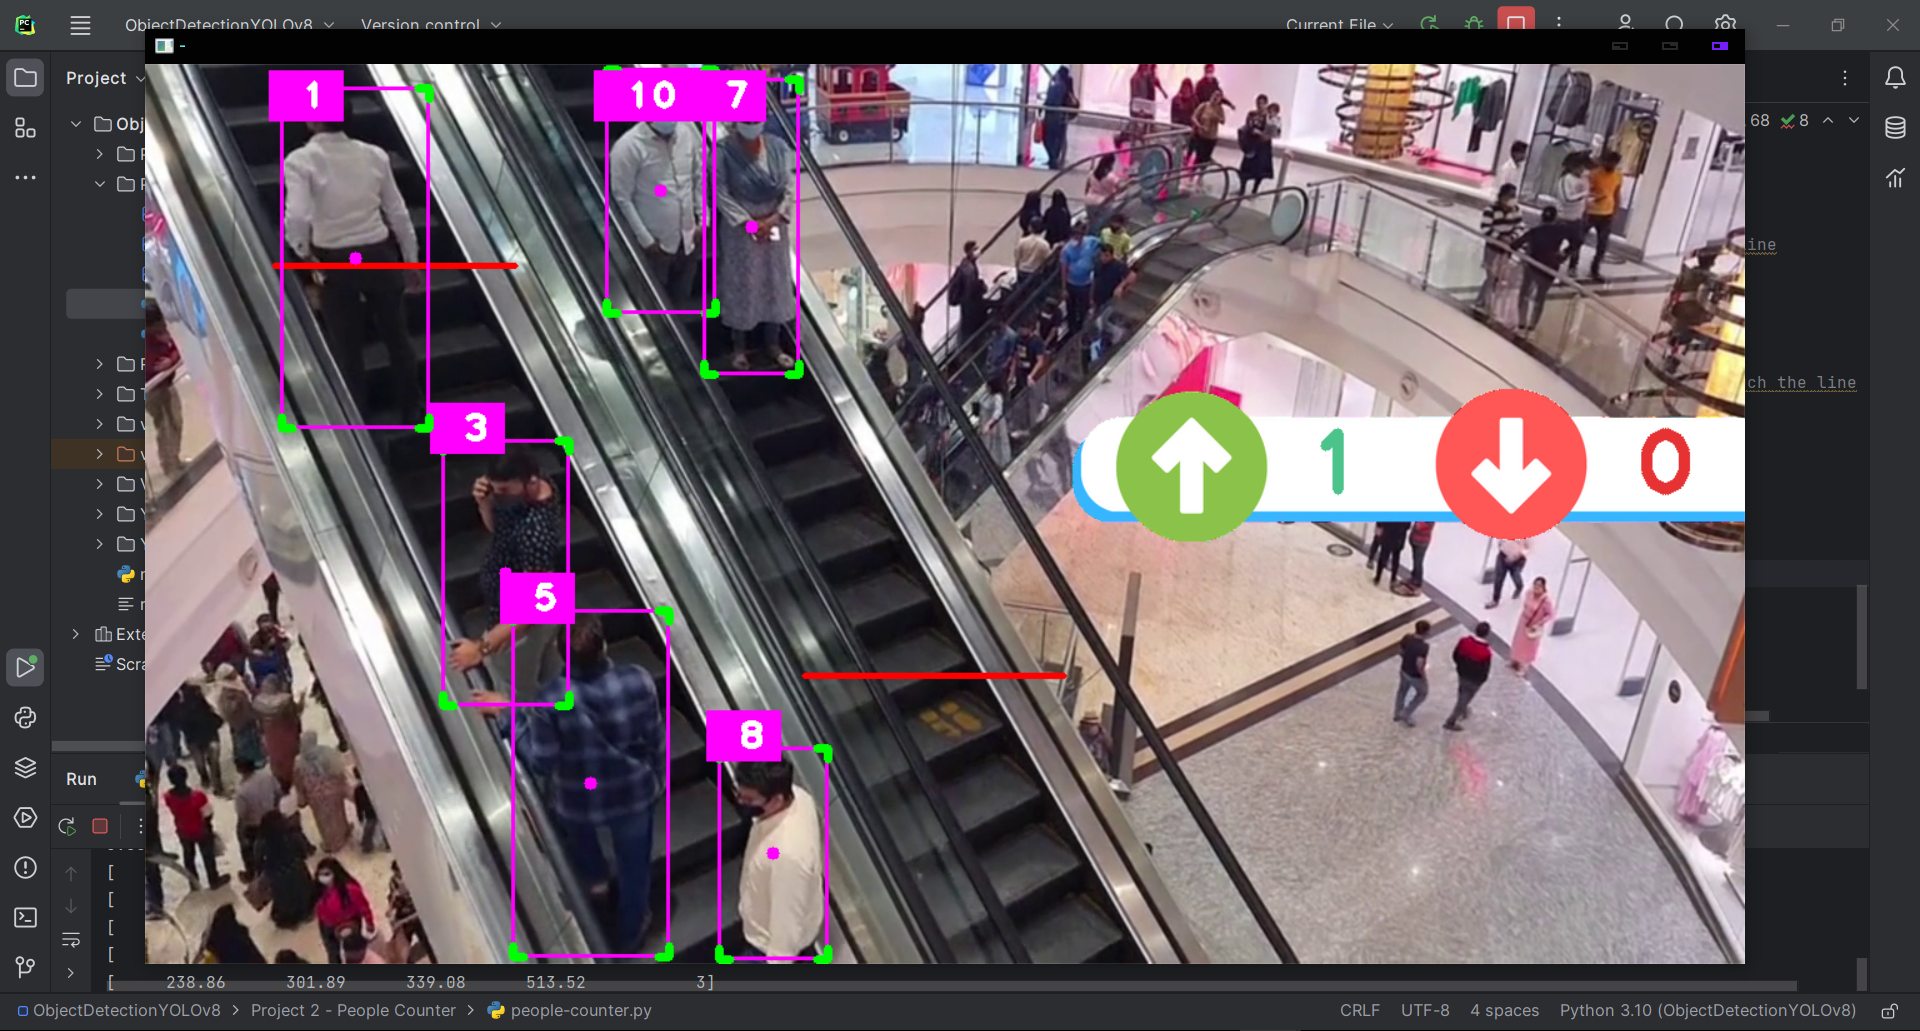 ObjectDetectionYOLOv8
Version control
Current File
-
Project
1
10
7
Obj
68
8
ine
ch the line
3
1
0
5
Exte
Scra
8
Run
[
[
[
[
[ 238.86 301.89 339.08 513.52 3]
ObjectDetectionYOLOv8 > Project 2 - People Counter > people-counter.py
CRLF UTF-8 4 spaces Python 3.10 (ObjectDetectionYOLOv8)